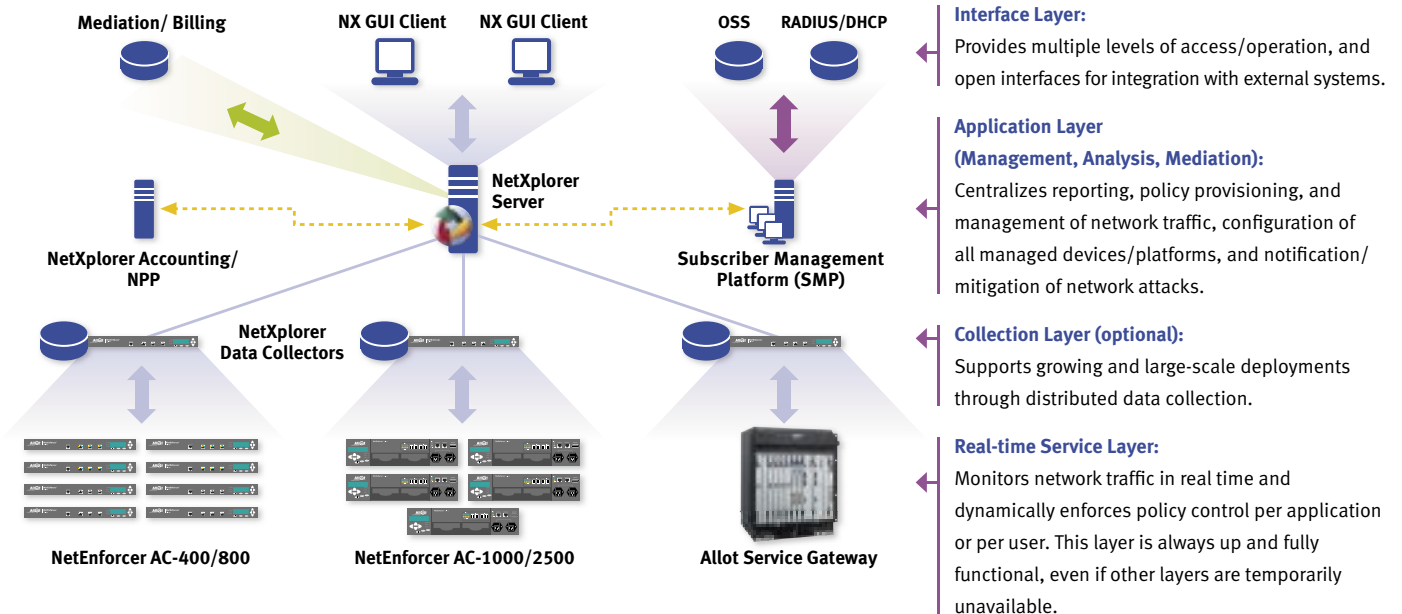 Mediation/ Billing
NX GUI Client
NX GUI Client
OSS
RADIUS/DHCP
NetXplorer
Server
NetXplorer Accounting/
NPP
Subscriber Management
Platform (SMP)
NetXplorer
Data Collectors
NetEnforcer AC-400/800
NetEnforcer AC-1000/2500
Allot Service Gateway
Interface Layer:
Provides multiple levels of access/operation, and
open interfaces for integration with external systems.
Application Layer
(Management, Analysis, Mediation):
Centralizes reporting, policy provisioning, and
management of network traffic, configuration of
all managed devices/platforms, and notification/
mitigation of network attacks.
Collection Layer (optional):
Supports growing and large-scale deployments
through distributed data collection.
Real-time Service Layer:
Monitors network traffic in real time and
dynamically enforces policy control per application
or per user. This layer is always up and fully
functional, even if other layers are temporarily
unavailable.